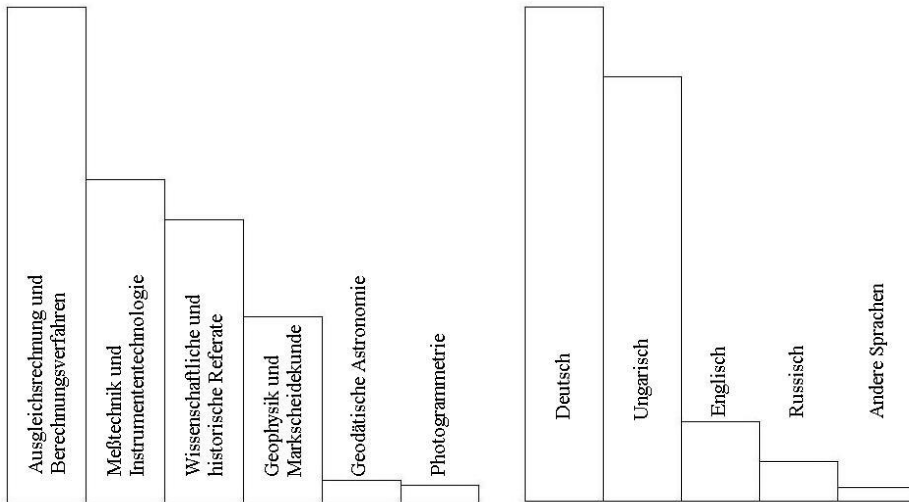 Ausgleichsrechnung und
Berechnungsverfahren
Meßtechnik und
Instrumententechnologie
Wissenschaftliche und
historische Referate
Geophysik und
Markscheidekunde
Geodätische Astronomie
Photogrammetrie
Deutsch
Ungarisch
Englisch
Russisch
Andere Sprachen